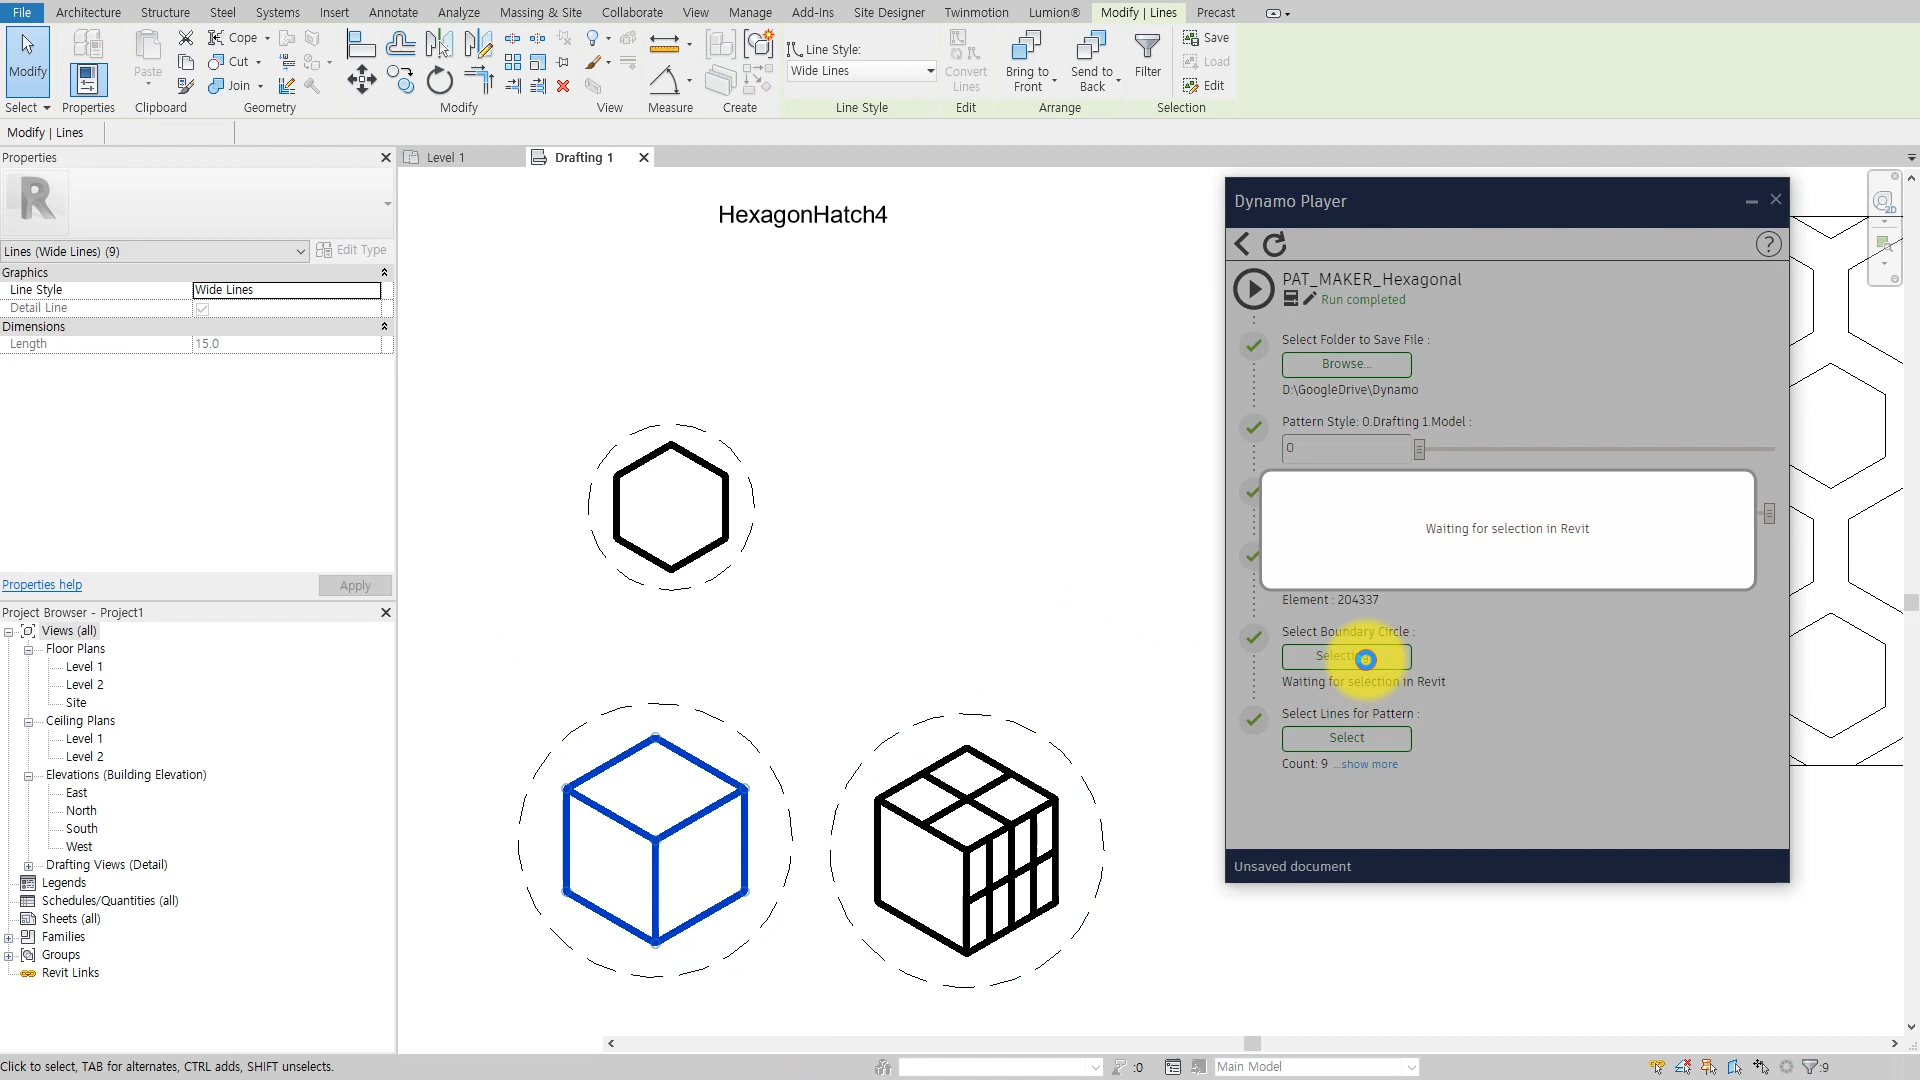 File Architecture Structure Steel Systems Insert Annotate Analyze Massing & Site Collaborate View Manage Add-Ins Site Designer Twinmotion Lumion® Modify | Lines Precast
Modify
Paste
Cope
Cut
Join
Line Style:
Wide Lines
Convert
Lines
Bring to
Front
Send to
Back
Filter
Save
Load
Edit
Select Properties Clipboard Geometry Modify View Measure Create Line Style Edit Arrange Selection
Modify | Lines
Properties
Level 1
Drafting 1
R
Lines (Wide Lines) (9)
Edit Type
Graphics
Line Style Wide Lines
Detail Line
Dimensions
Length 15.0
Properties help
Apply
Project Browser - Project1
Views (all)
Floor Plans
Level 1
Level 2
Site
Ceiling Plans
Level 1
Level 2
Elevations (Building Elevation)
East
North
South
West
Drafting Views (Detail)
Legends
Schedules/Quantities (all)
Sheets (all)
Families
Groups
Revit Links
HexagonHatch4
Dynamo Player
PAT_MAKER_Hexagonal
Run completed
Select Folder to Save File :
Browse...
D:\GoogleDrive\Dynamo
Pattern Style: 0.Drafting 1.Model :
0
Waiting for selection in Revit
Element : 204337
Select Boundary Circle :
Waiting for selection in Revit
Select Lines for Pattern :
Select
Count: 9 ...show more
Unsaved document
2D
Click to select, TAB for alternates, CTRL adds, SHIFT unselects.
:0
Main Model
:9